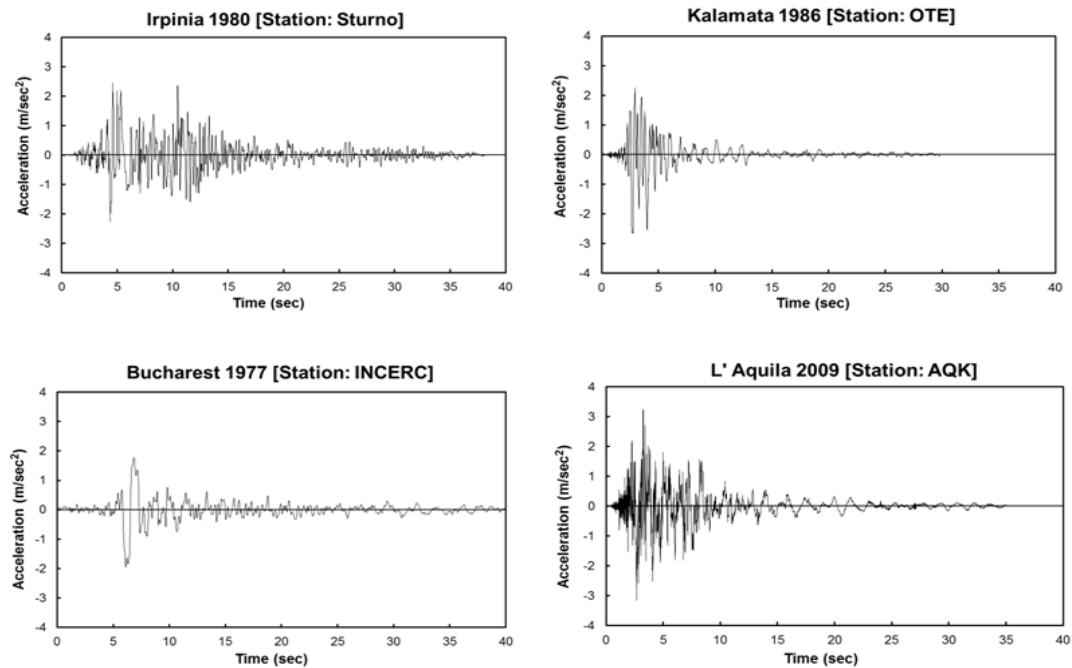 Irpinia 1980 [Station: Sturno]
4
3
2
1
0
-1
-2
-3
-4
Acceleration (m/sec²)
0 5 10 15 20 25 30 35 40
Time (sec)
Kalamata 1986 [Station: OTE]
4
3
2
1
0
-1
-2
-3
-4
Acceleration (m/sec²)
0 5 10 15 20 25 30 35 40
Time (sec)
Bucharest 1977 [Station: INCERC]
4
3
2
1
0
-1
-2
-3
-4
Acceleration (m/sec²)
0 5 10 15 20 25 30 35 40
Time (sec)
L' Aquila 2009 [Station: AQK]
4
3
2
1
0
-1
-2
-3
-4
Acceleration (m/sec²)
0 5 10 15 20 25 30 35 40
Time (sec)